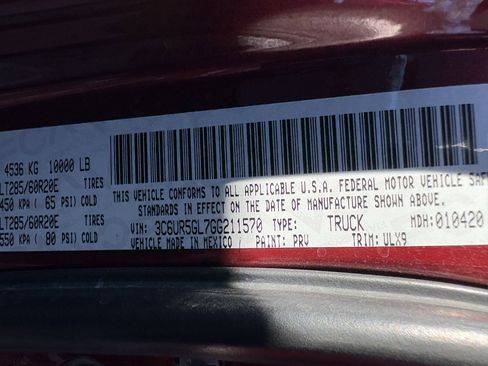 4536 KG 10000 LB
LT285/60R20E TIRES
450 KPA ( 65 PSI) COLD
LT285/60R20E TIRES
550 KPA ( 80 PSI) COLD
THIS VEHICLE CONFORMS TO ALL APPLICABLE U.S.A. FEDERAL MOTOR VEHICLE SAF
STANDARDS IN EFFECT ON THE DATE OF MANUFACTURE SHOWN ABOVE.
VIN: 3C6UR5GL7GG211570 TYPE: TRUCK MDH: 010420
MADE IN MEXICO PAINT: PRV TRIM: ULX9